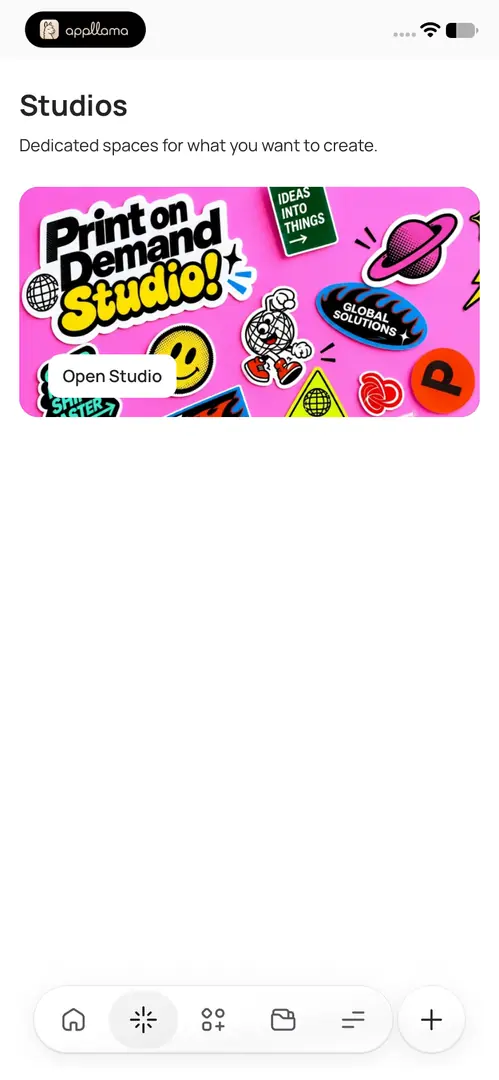 appllama
Studios
Dedicated spaces for what you want to create.
Print on
Demand
Studio!
IDEAS
INTO
THINGS
GLOBAL
SOLUTIONS
P
Open Studio